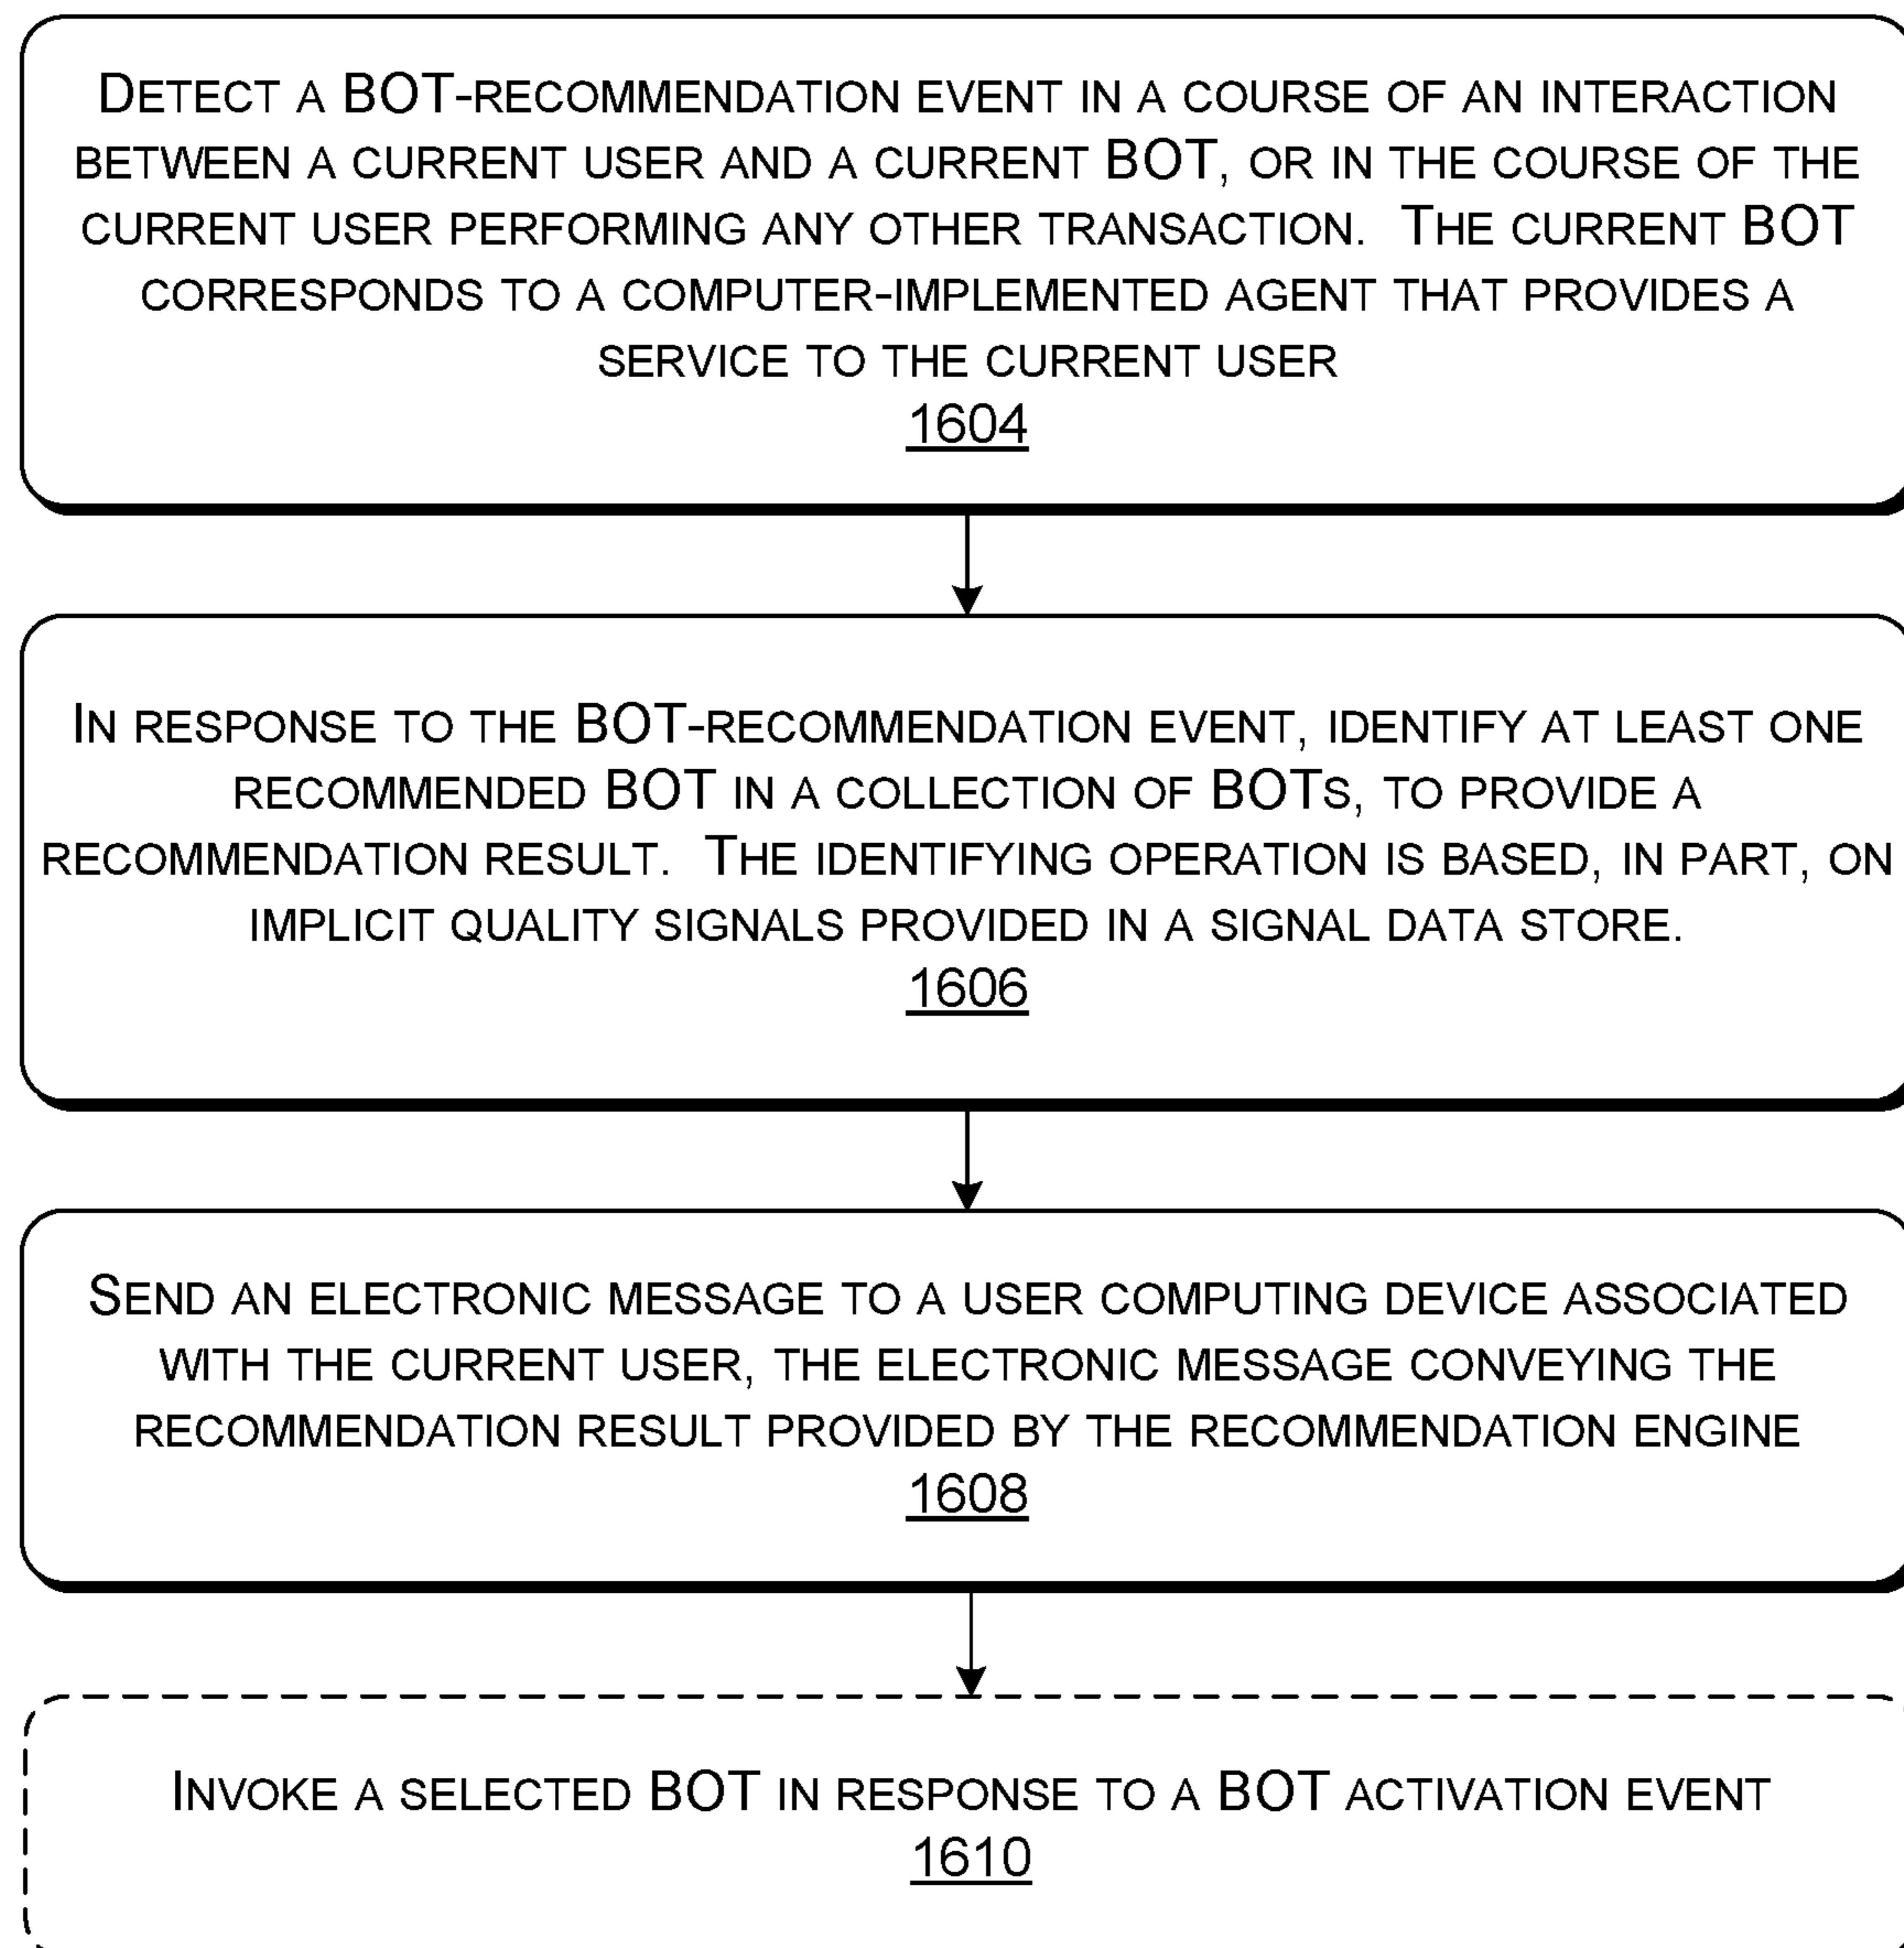 DETECT A BOT-RECOMMENDATION EVENT IN A COURSE OF AN INTERACTION
BETWEEN A CURRENT USER AND A CURRENT BOT, OR IN THE COURSE OF THE
CURRENT USER PERFORMING ANY OTHER TRANSACTION. THE CURRENT BOT
CORRESPONDS TO A COMPUTER-IMPLEMENTED AGENT THAT PROVIDES A
SERVICE TO THE CURRENT USER
1604
IN RESPONSE TO THE BOT-RECOMMENDATION EVENT, IDENTIFY AT LEAST ONE
RECOMMENDED BOT IN A COLLECTION OF BOTS, TO PROVIDE A
RECOMMENDATION RESULT. THE IDENTIFYING OPERATION IS BASED, IN PART, ON
IMPLICIT QUALITY SIGNALS PROVIDED IN A SIGNAL DATA STORE.
1606
SEND AN ELECTRONIC MESSAGE TO A USER COMPUTING DEVICE ASSOCIATED
WITH THE CURRENT USER, THE ELECTRONIC MESSAGE CONVEYING THE
RECOMMENDATION RESULT PROVIDED BY THE RECOMMENDATION ENGINE
1608
INVOKE A SELECTED BOT IN RESPONSE TO A BOT ACTIVATION EVENT
1610